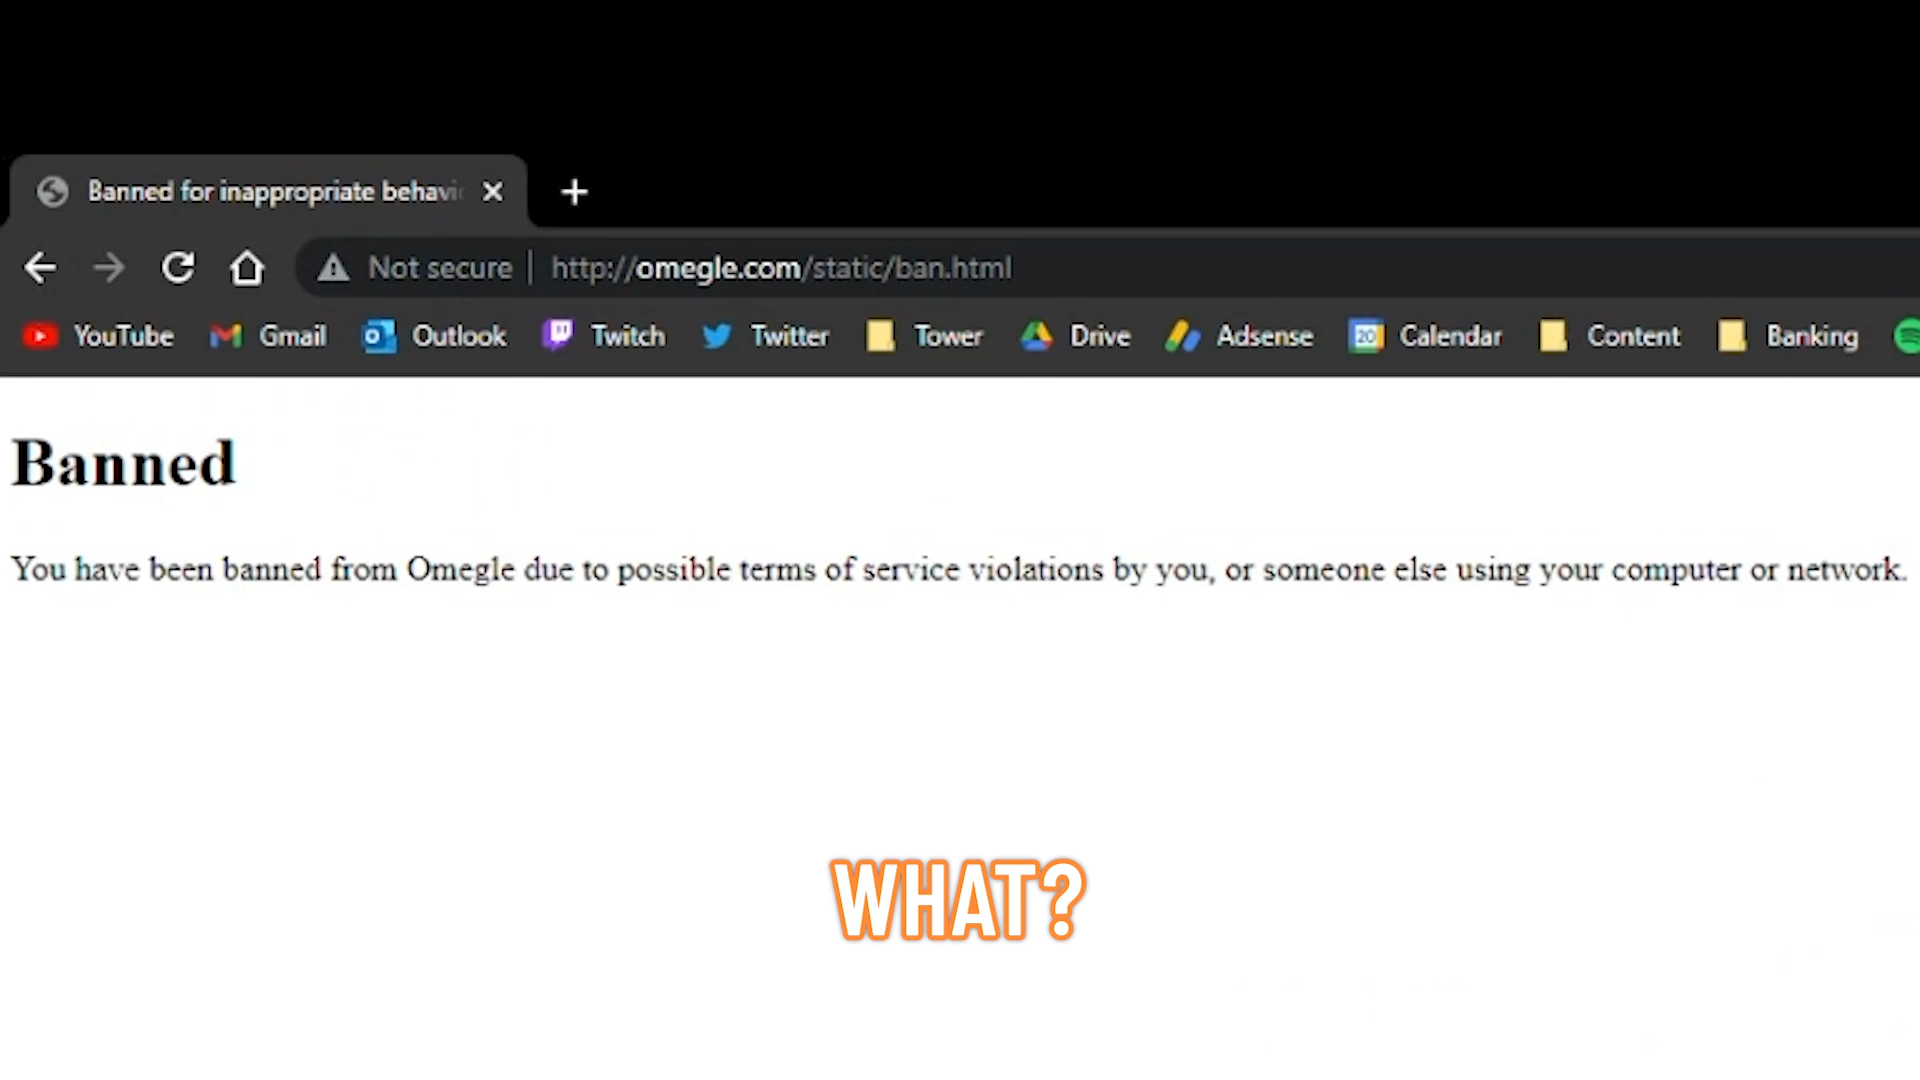 Banned for inappropriate behavi
Not secure | http://omegle.com/static/ban.html
YouTube Gmail Outlook Twitch Twitter Tower Drive Adsense 20 Calendar Content Banking
Banned
You have been banned from Omegle due to possible terms of service violations by you, or someone else using your computer or network.
WHAT?